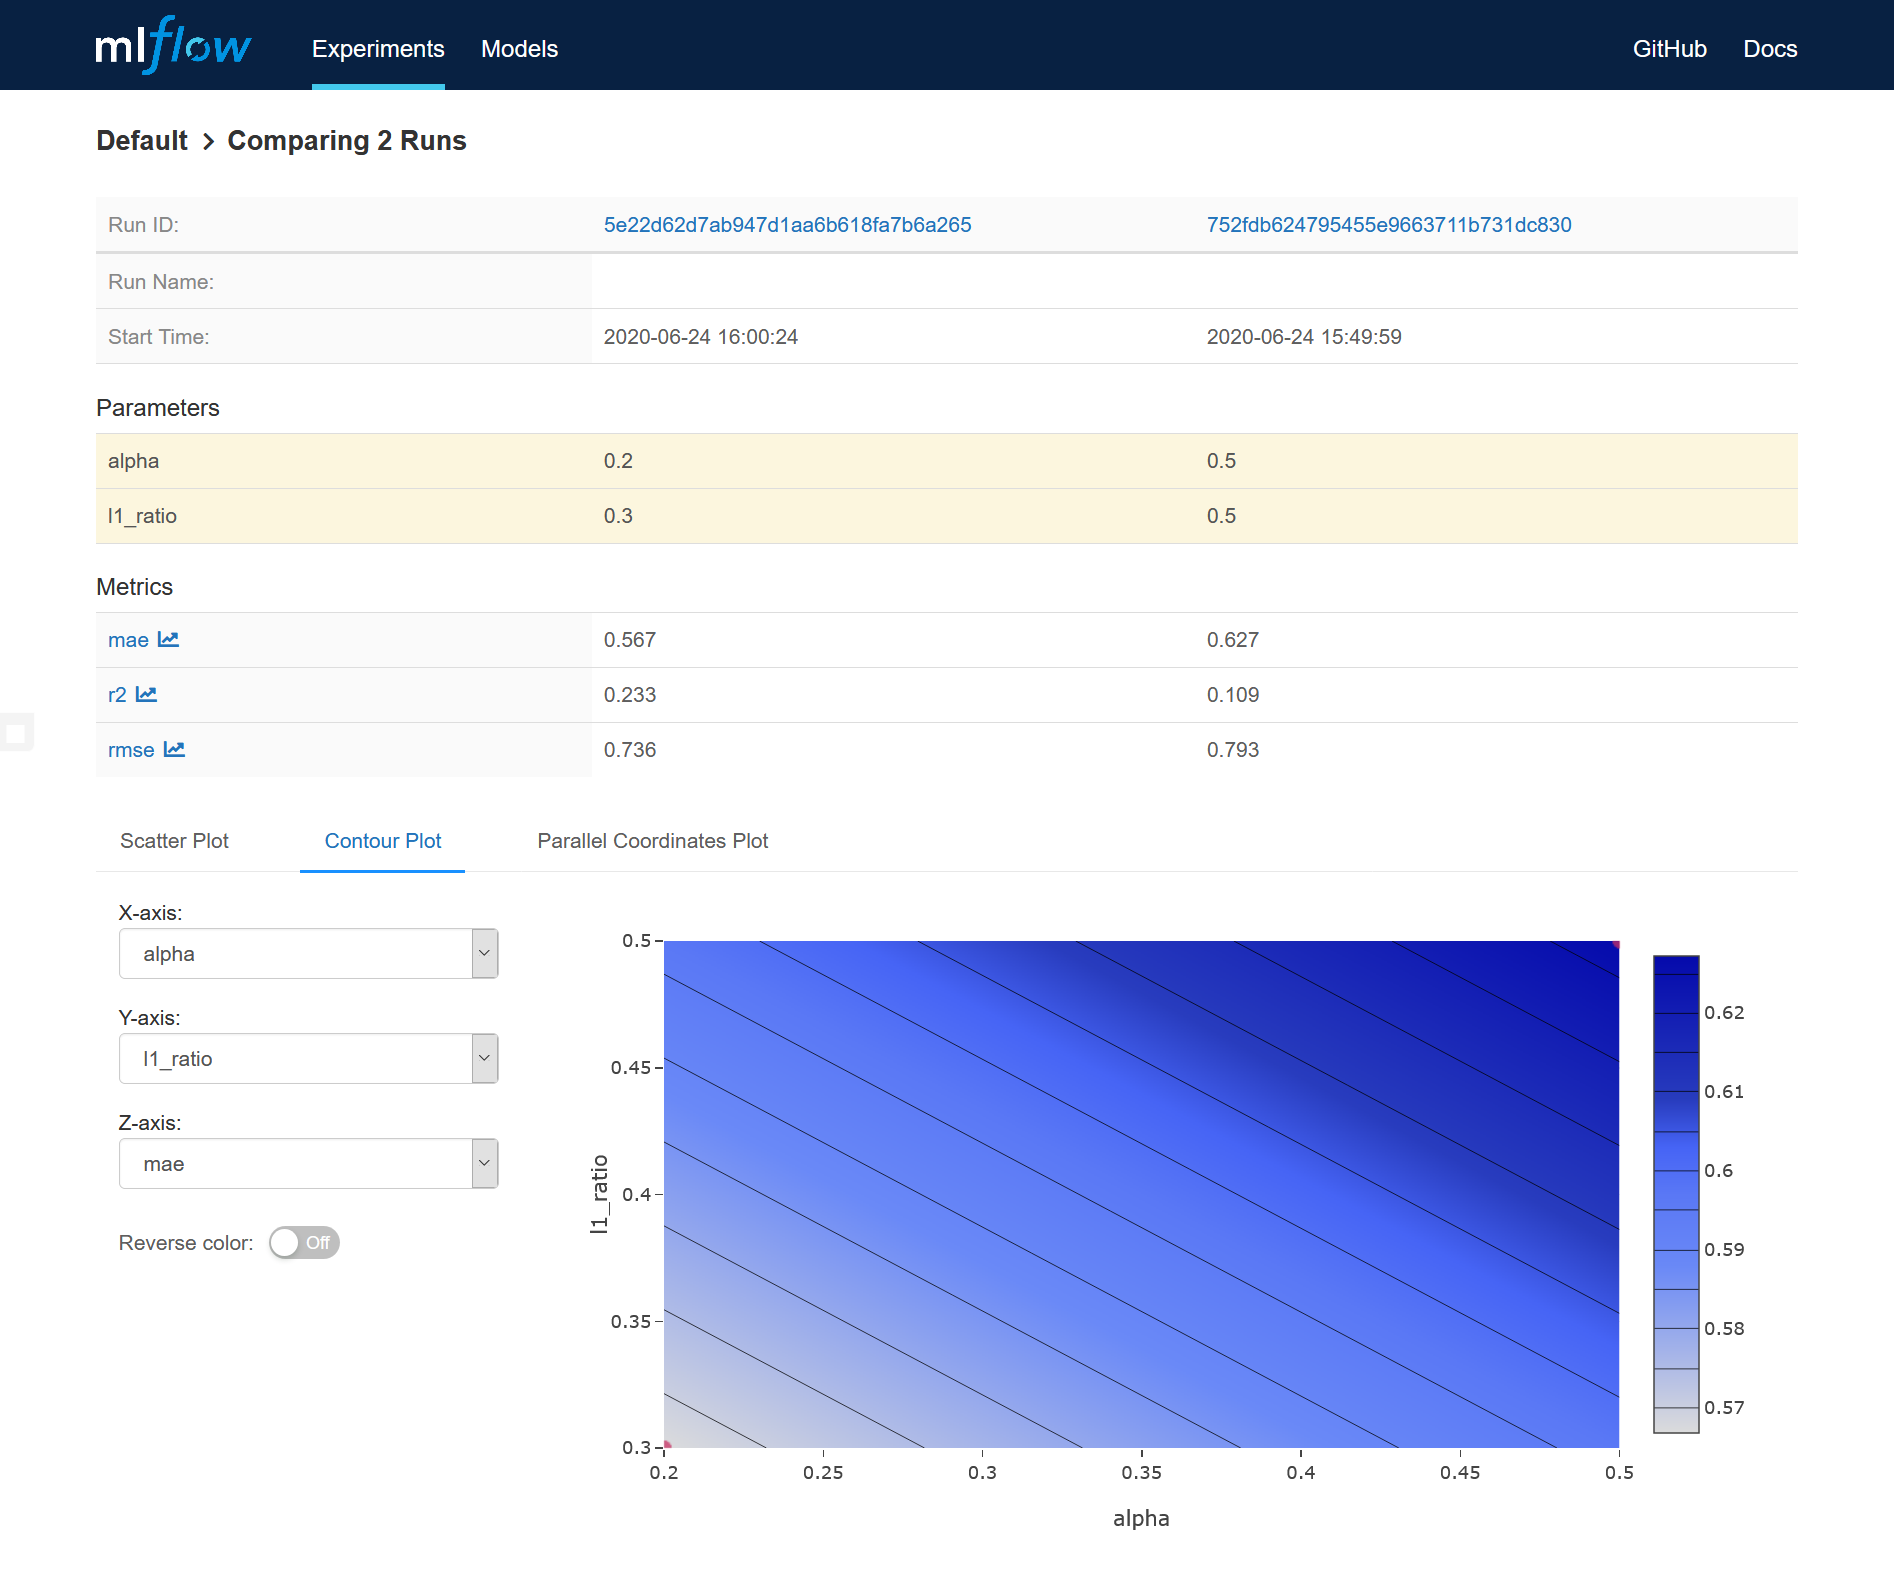 mlflow Experiments Models GitHub Docs
Default > Comparing 2 Runs
Run ID: 5e22d62d7ab947d1aa6b618fa7b6a265 752fdb624795455e9663711b731dc830
Run Name:
Start Time: 2020-06-24 16:00:24 2020-06-24 15:49:59
Parameters
alpha 0.2 0.5
l1_ratio 0.3 0.5
Metrics
mae 0.567 0.627
r2 0.233 0.109
rmse 0.736 0.793
Scatter Plot Contour Plot Parallel Coordinates Plot
X-axis:
alpha
Y-axis:
l1_ratio
Z-axis:
mae
Reverse color: Off
0.5
0.45
0.4
0.35
0.3
l1_ratio
0.2 0.25 0.3 0.35 0.4 0.45 0.5
alpha
0.62
0.61
0.6
0.59
0.58
0.57